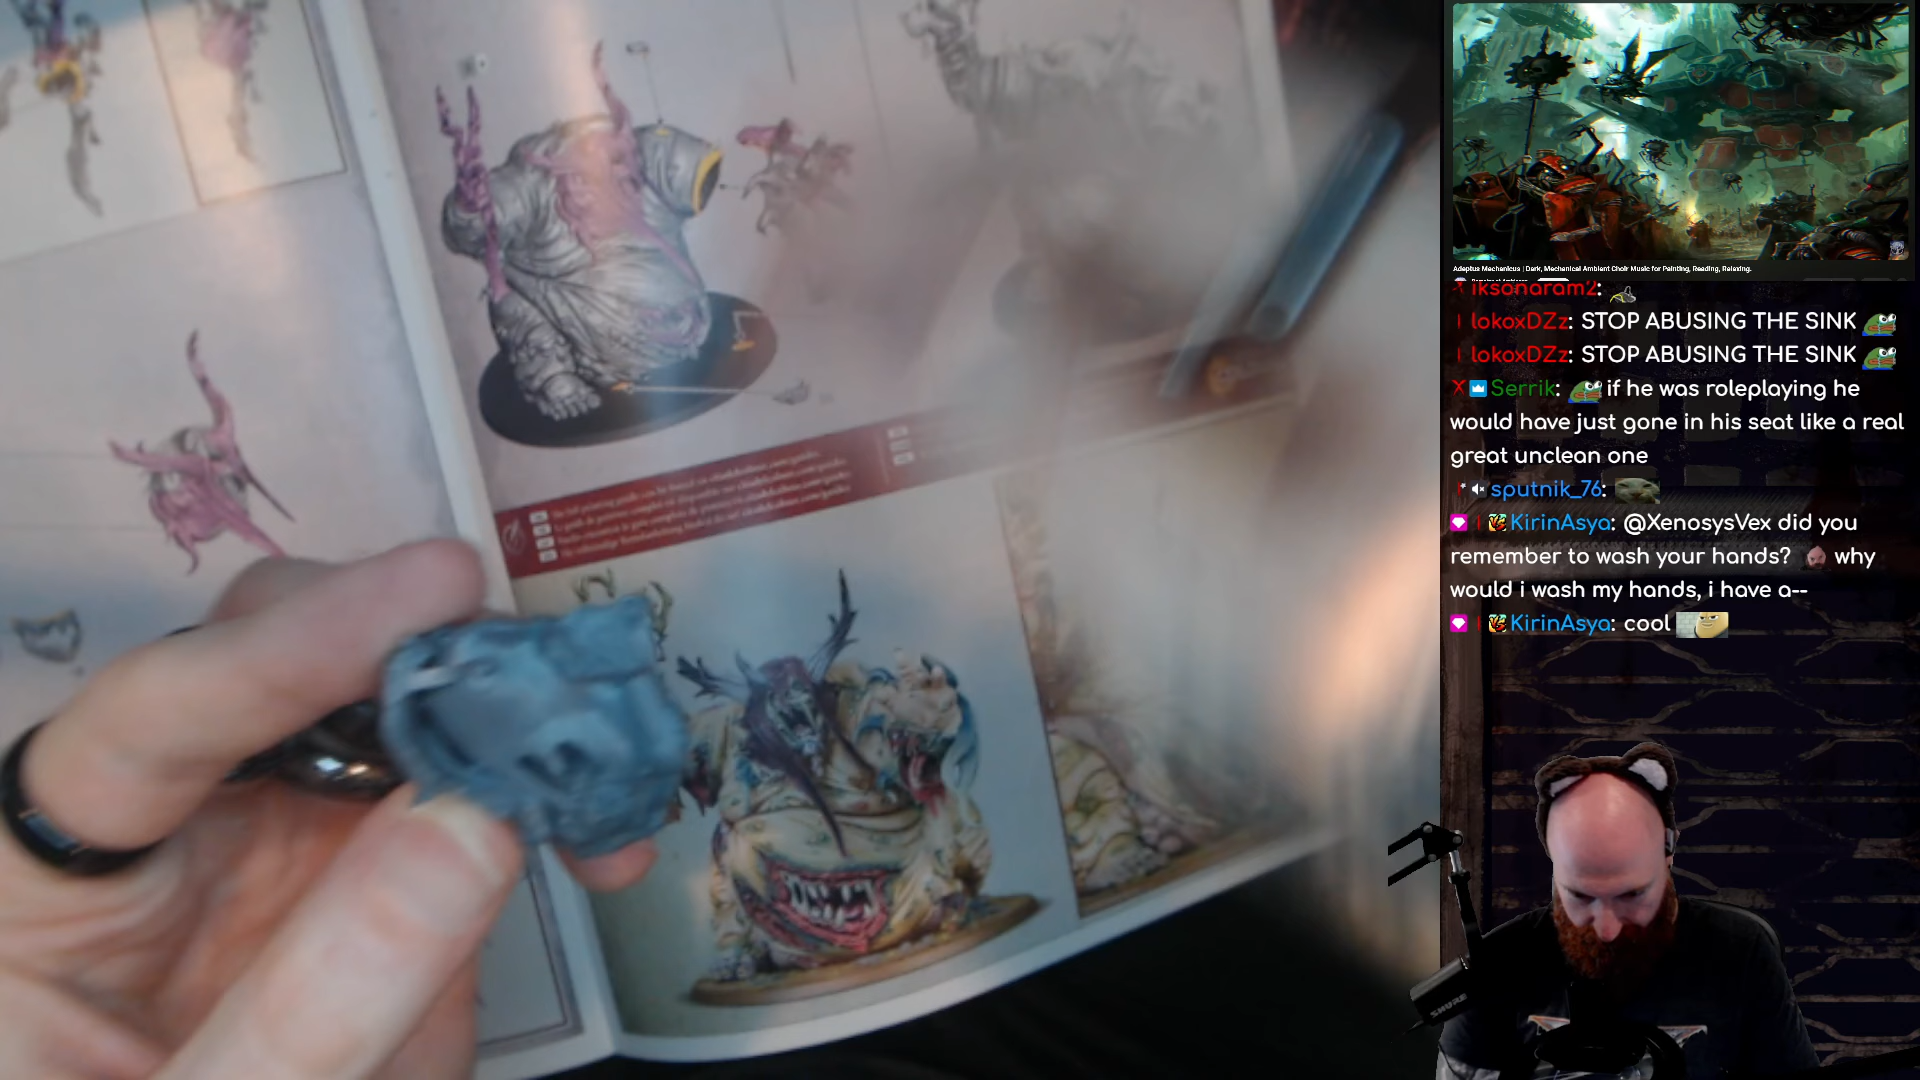 Adeptus Mechanicus | Dark, Mechanical Ambient Choir Music for Painting, Reading, Relaxing.
iksonaram2:
lokoxDZz: STOP ABUSING THE SINK
lokoxDZz: STOP ABUSING THE SINK
Serrik: if he was roleplaying he
would have just gone in his seat like a real
great unclean one
sputnik_76:
KirinAsya: @XenosysVex did you
remember to wash your hands? why
would i wash my hands, i have a--
KirinAsya: cool
SHURE